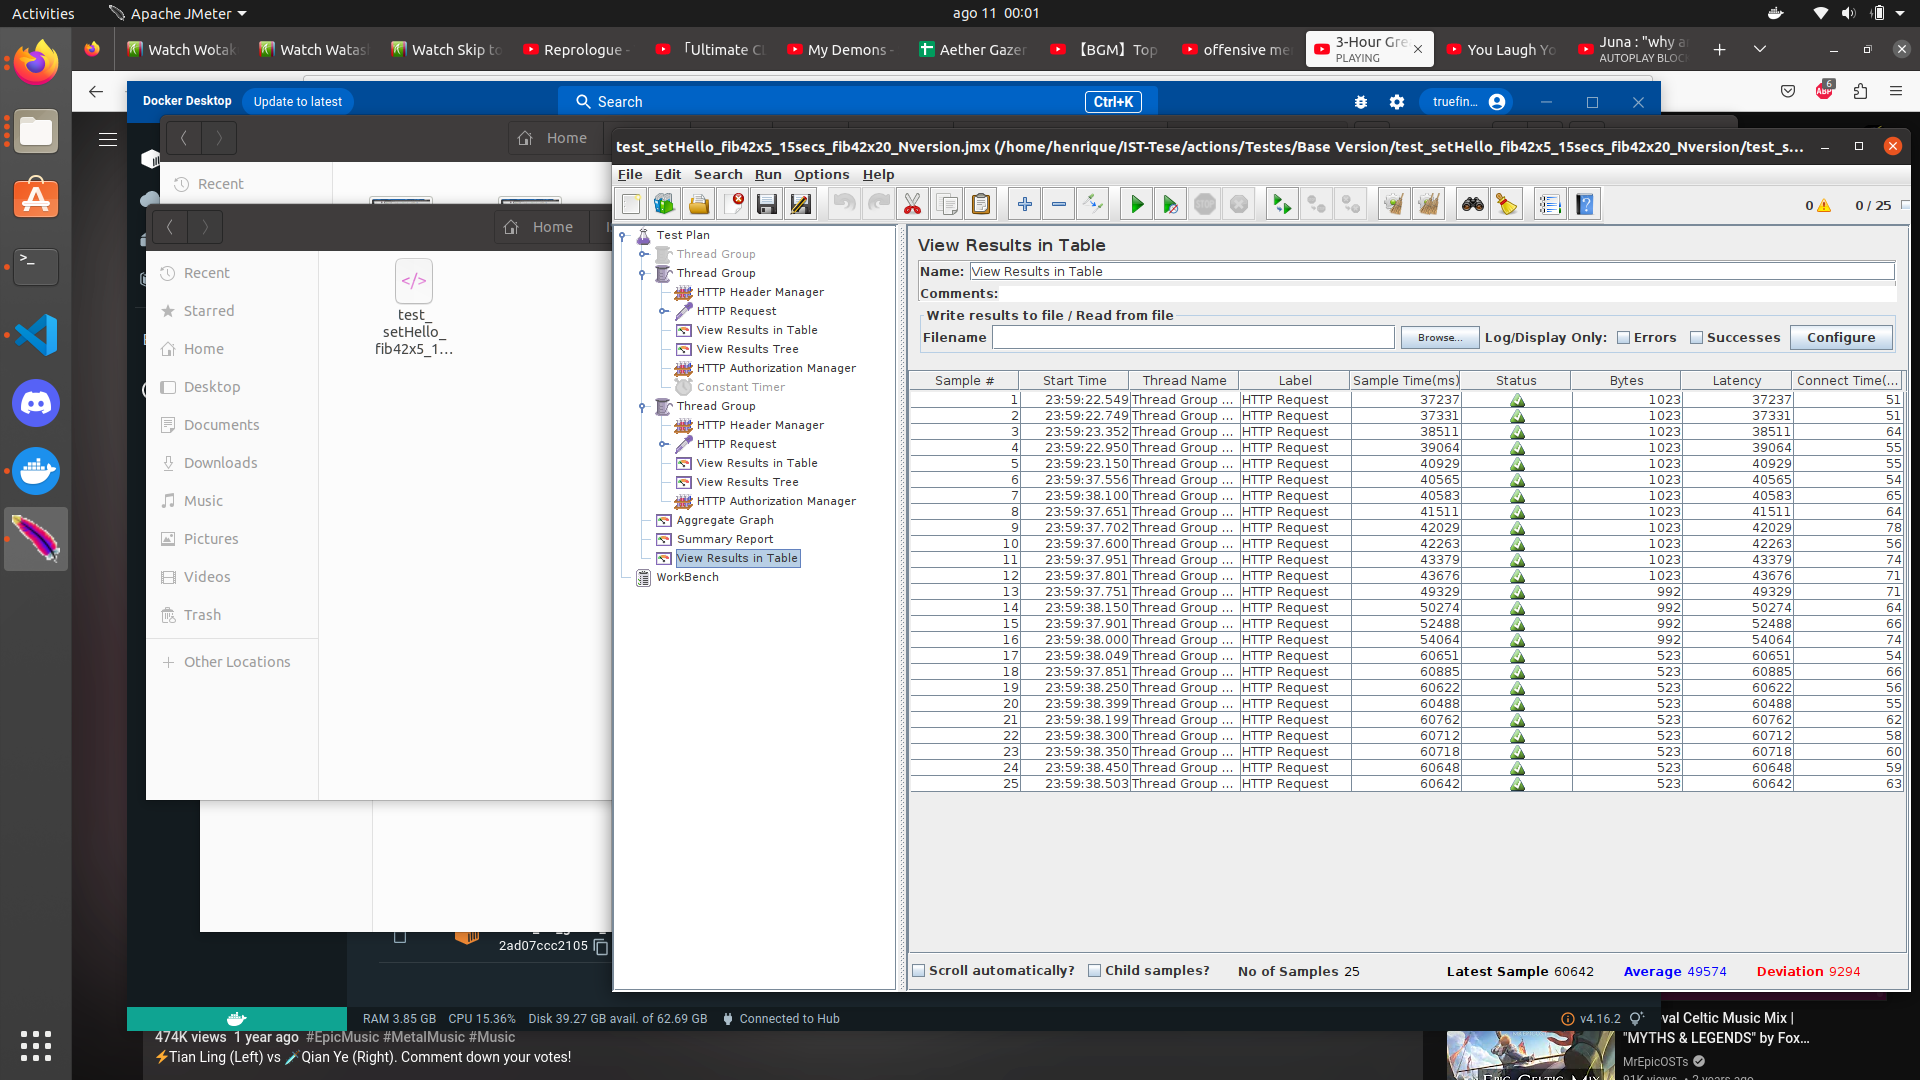 Activities
Apache JMeter
ago 11 00:01
Watch Wotak
Watch Watash
Watch Skip to
Reprologue -
「Ultimate Cl
My Demons -
Aether Gazer
【BGM】Top
offensive me
3-Hour Gre
PLAYING
You Laugh Yo
Juna : "why a
AUTOPLAY BLOCK
6
ABP
Docker Desktop
Update to latest
Search
Ctrl+K
truefin...
Home
Recent
Home
Recent
Starred
Home
Desktop
Documents
Downloads
Music
Pictures
Videos
Trash
Other Locations
</>
test_
setHello_
fib42x5_1...
test_setHello_fib42x5_15secs_fib42x20_Nversion.jmx (/home/henrique/IST-Tese/actions/Testes/Base Version/test_setHello_fib42x5_15secs_fib42x20_Nversion/test_s...
File Edit Search Run Options Help
STOP
?
0 0 / 25
Test Plan
Thread Group
Thread Group
HTTP Header Manager
HTTP Request
View Results in Table
View Results Tree
HTTP Authorization Manager
Constant Timer
Thread Group
HTTP Header Manager
HTTP Request
View Results in Table
View Results Tree
HTTP Authorization Manager
Aggregate Graph
Summary Report
View Results in Table
WorkBench
View Results in Table
Name: View Results in Table
Comments:
Write results to file / Read from file
Filename Browse... Log/Display Only: Errors Successes Configure
Sample # Start Time Thread Name Label Sample Time(ms) Status Bytes Latency Connect Time(...
1 23:59:22.549 Thread Group ... HTTP Request 37237 1023 37237 51
2 23:59:22.749 Thread Group ... HTTP Request 37331 1023 37331 51
3 23:59:23.352 Thread Group ... HTTP Request 38511 1023 38511 64
4 23:59:22.950 Thread Group ... HTTP Request 39064 1023 39064 55
5 23:59:23.150 Thread Group ... HTTP Request 40929 1023 40929 55
6 23:59:37.556 Thread Group ... HTTP Request 40565 1023 40565 54
7 23:59:38.100 Thread Group ... HTTP Request 40583 1023 40583 65
8 23:59:37.651 Thread Group ... HTTP Request 41511 1023 41511 64
9 23:59:37.702 Thread Group ... HTTP Request 42029 1023 42029 78
10 23:59:37.600 Thread Group ... HTTP Request 42263 1023 42263 56
11 23:59:37.951 Thread Group ... HTTP Request 43379 1023 43379 74
12 23:59:37.801 Thread Group ... HTTP Request 43676 1023 43676 71
13 23:59:37.751 Thread Group ... HTTP Request 49329 992 49329 71
14 23:59:38.150 Thread Group ... HTTP Request 50274 992 50274 64
15 23:59:37.901 Thread Group ... HTTP Request 52488 992 52488 66
16 23:59:38.000 Thread Group ... HTTP Request 54064 992 54064 74
17 23:59:38.049 Thread Group ... HTTP Request 60651 523 60651 54
18 23:59:37.851 Thread Group ... HTTP Request 60885 523 60885 66
19 23:59:38.250 Thread Group ... HTTP Request 60622 523 60622 56
20 23:59:38.399 Thread Group ... HTTP Request 60488 523 60488 55
21 23:59:38.199 Thread Group ... HTTP Request 60762 523 60762 62
22 23:59:38.300 Thread Group ... HTTP Request 60712 523 60712 58
23 23:59:38.350 Thread Group ... HTTP Request 60718 523 60718 60
24 23:59:38.450 Thread Group ... HTTP Request 60648 523 60648 59
25 23:59:38.503 Thread Group ... HTTP Request 60642 523 60642 63
Scroll automatically? Child samples? No of Samples 25 Latest Sample 60642 Average 49574 Deviation 9294
2ad07ccc2105
RAM 3.85 GB CPU 15.36% Disk 39.27 GB avail. of 62.69 GB Connected to Hub
v4.16.2
474K views 1 year ago #EpicMusic #MetalMusic #Music
⚡Tian Ling (Left) vs Qian Ye (Right). Comment down your votes!
val Celtic Music Mix |
"MYTHS & LEGENDS" by Fox...
MrEpicOSTs
91K views • 2 years ago